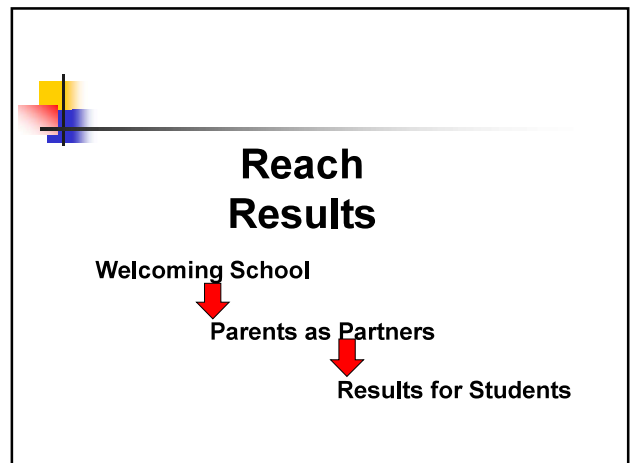 Reach
Results
Welcoming School
Parents as Partners
Results for Students